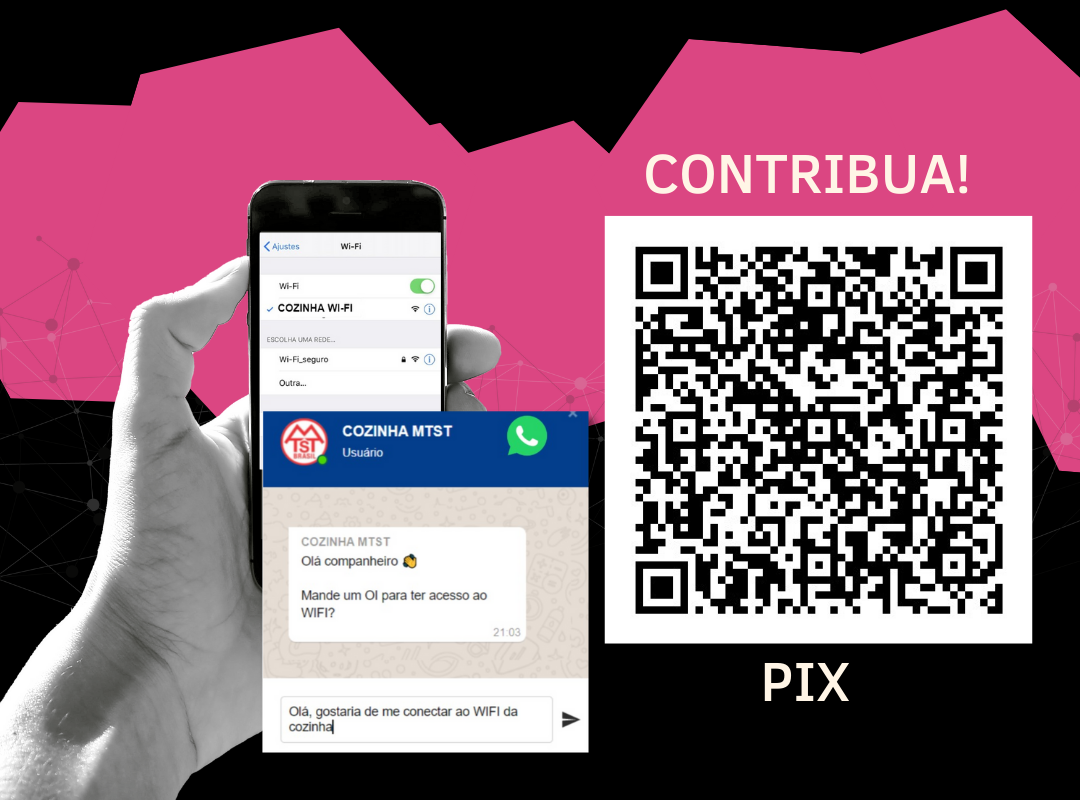 CONTRIBUA!
Ajustes
Wi-Fi
Wi-Fi
COZINHA WI-FI
ESCOLHA UMA REDE...
Wi-Fi_seguro
Outra...
MTST
BRASIL
COZINHA MTST
Usuário
COZINHA MTST
Olá companheiro
Mande um OI para ter acesso ao
WIFI?
21:03
Olá, gostaria de me conectar ao WIFI da
cozinha
PIX